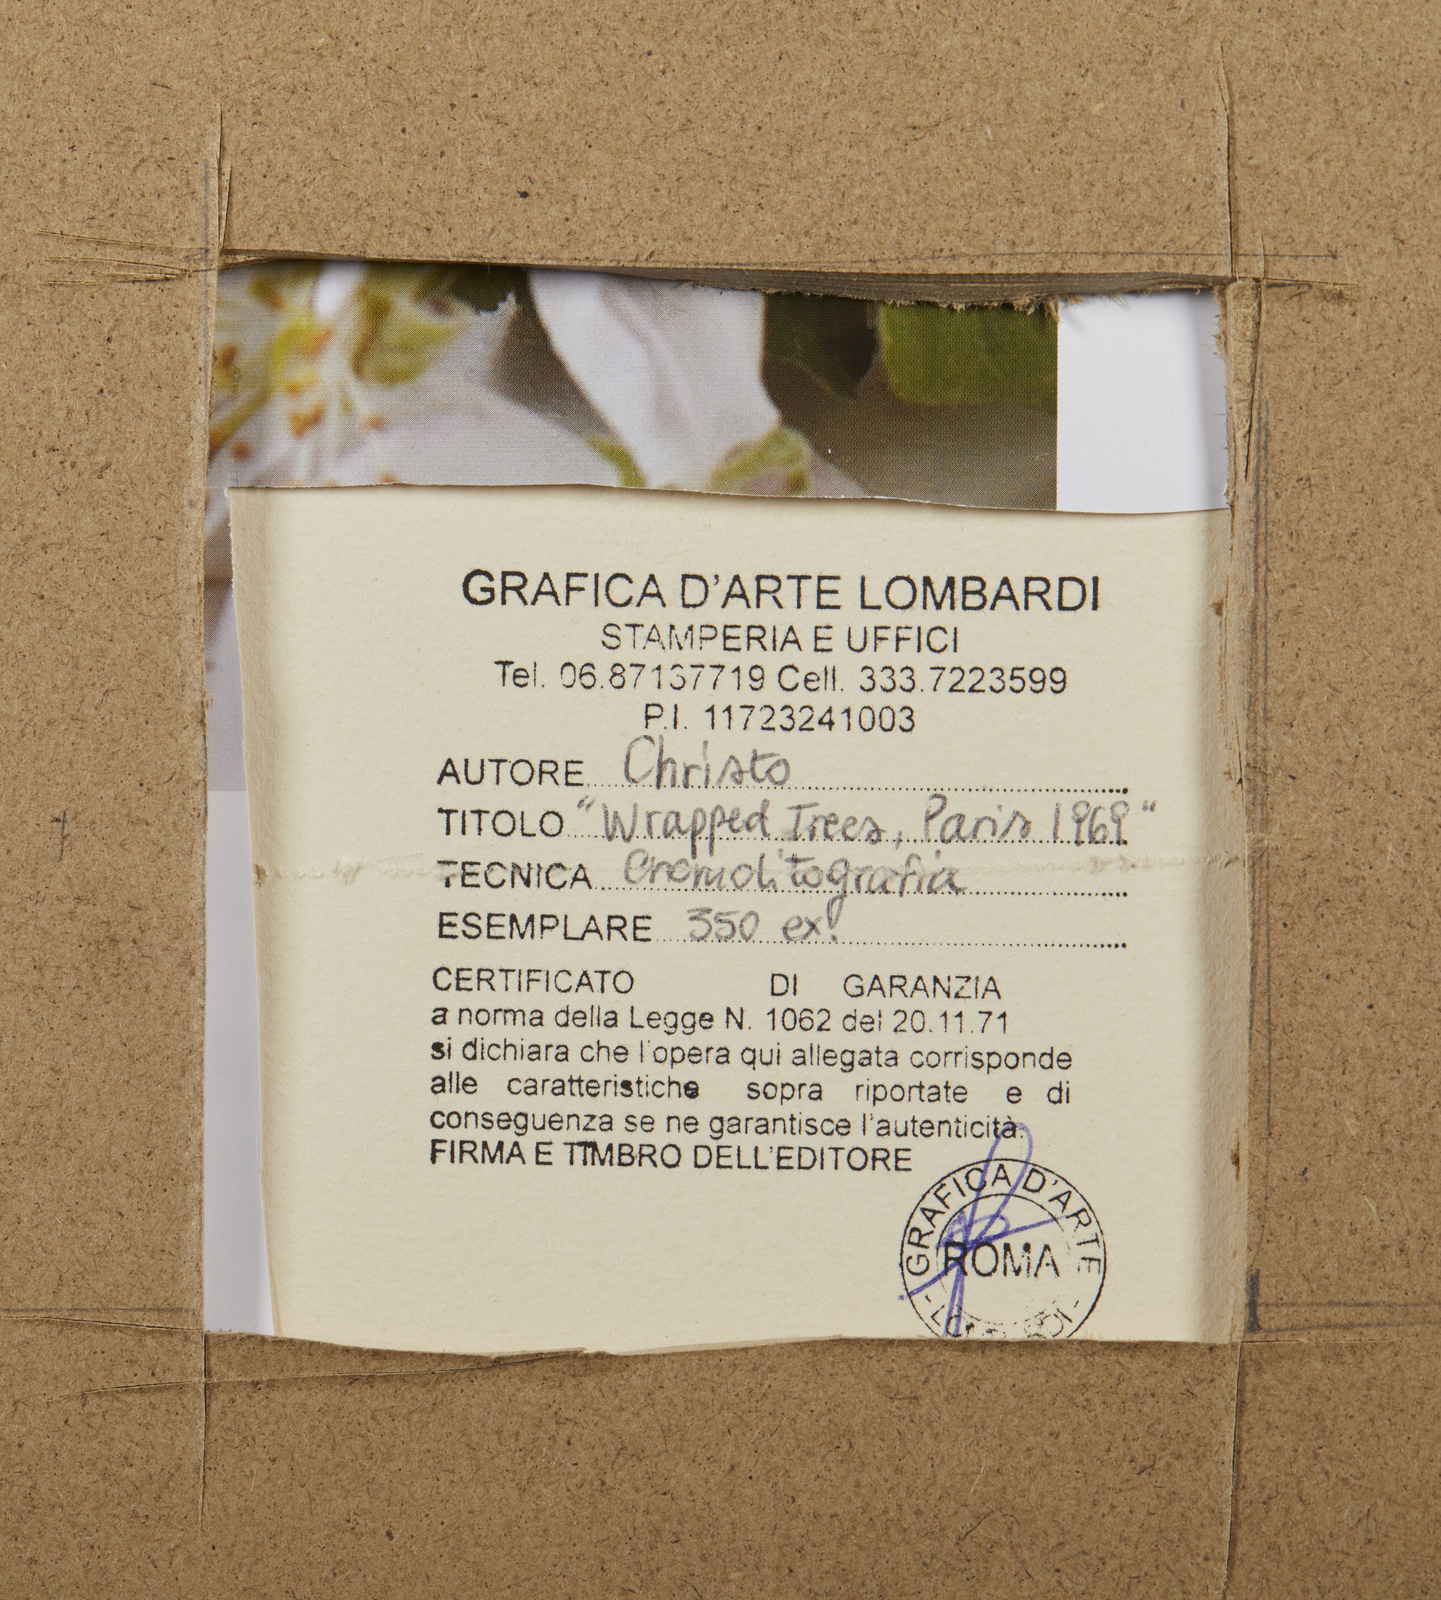 GRAFICA D'ARTE LOMBARDI
STAMPERIA E UFFICI
Tel. 06.87137719 Cell. 333.7223599
P.I. 11723241003
AUTORE Christo
TITOLO "Wrapped Trees, Paris 1969"
TECNICA Cromolitografia
ESEMPLARE 350 ex.
CERTIFICATO DI GARANZIA
a norma della Legge N. 1062 del 20.11.71
si dichiara che l'opera qui allegata corrisponde
alle caratteristiche sopra riportate e di
conseguenza se ne garantisce l'autenticità.
FIRMA E TIMBRO DELL'EDITORE
GRAFICA D'ARTE
ROMA